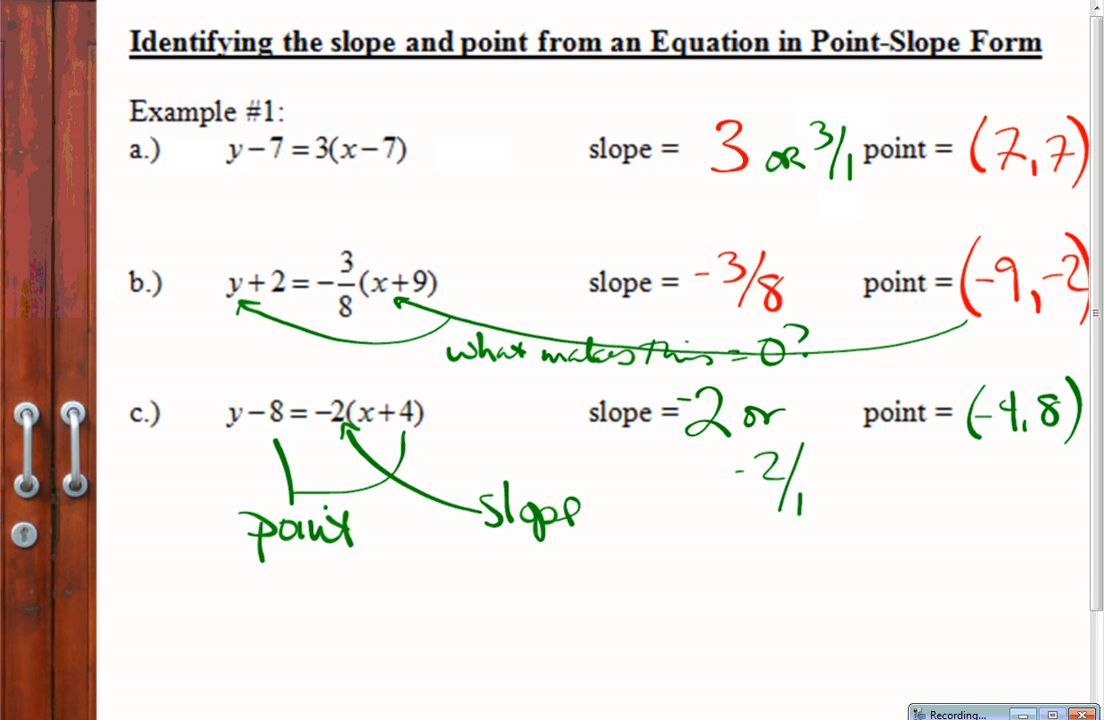 Identifying the slope and point from an Equation in Point-Slope Form
Example #1:
a.) y − 7 = 3(x − 7) slope = 3 OR 3/1 point = (7, 7)
b.) y + 2 = −3/8(x + 9) slope = -3/8 point = (-9, -2)
what makes this = 0?
c.) y − 8 = −2(x + 4) slope = -2 or point = (-4, 8)
-2/1
point slope
Recording...